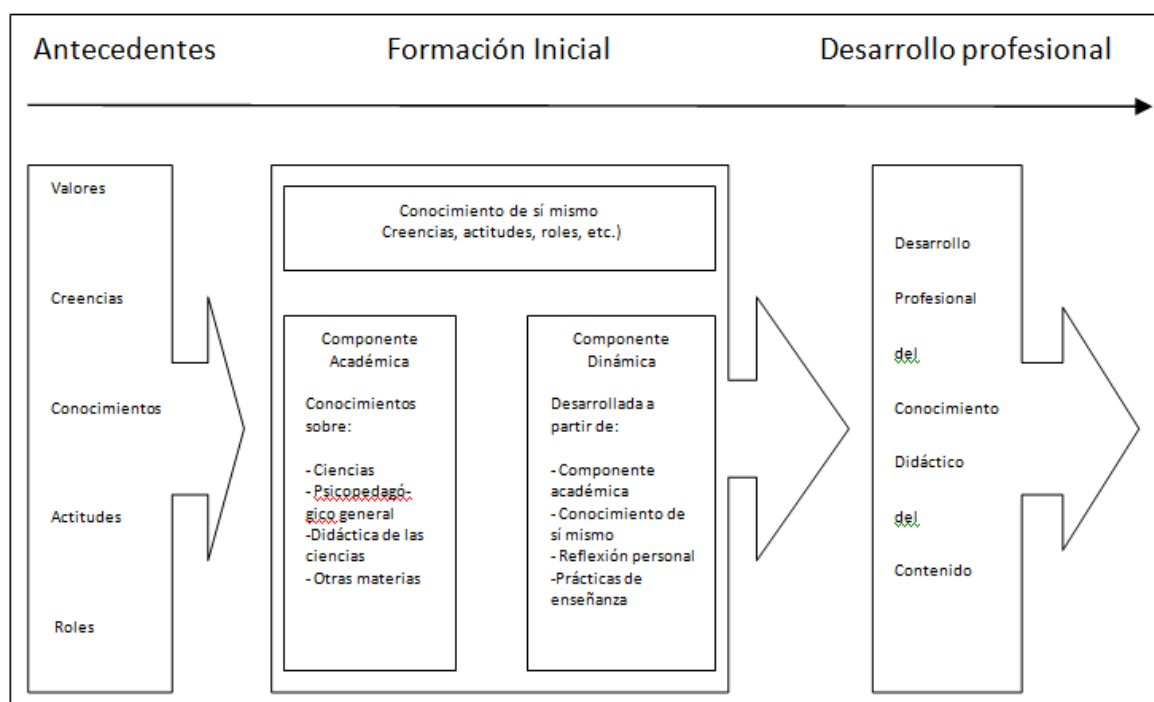 Antecedentes
Formación Inicial
Desarrollo profesional
Valores
Creencias
Conocimientos
Actitudes
Roles
Conocimiento de sí mismo
Creencias, actitudes, roles, etc.)
Componente
Académica
Conocimientos
sobre:
- Ciencias
- Psicopedagó-
gico general
-Didáctica de las
ciencias
- Otras materias
Componente
Dinámica
Desarrollada a
partir de:
- Componente
académica
- Conocimiento de
sí mismo
- Reflexión personal
-Prácticas de
enseñanza
Desarrollo
Profesional
del
Conocimiento
Didáctico
del
Contenido